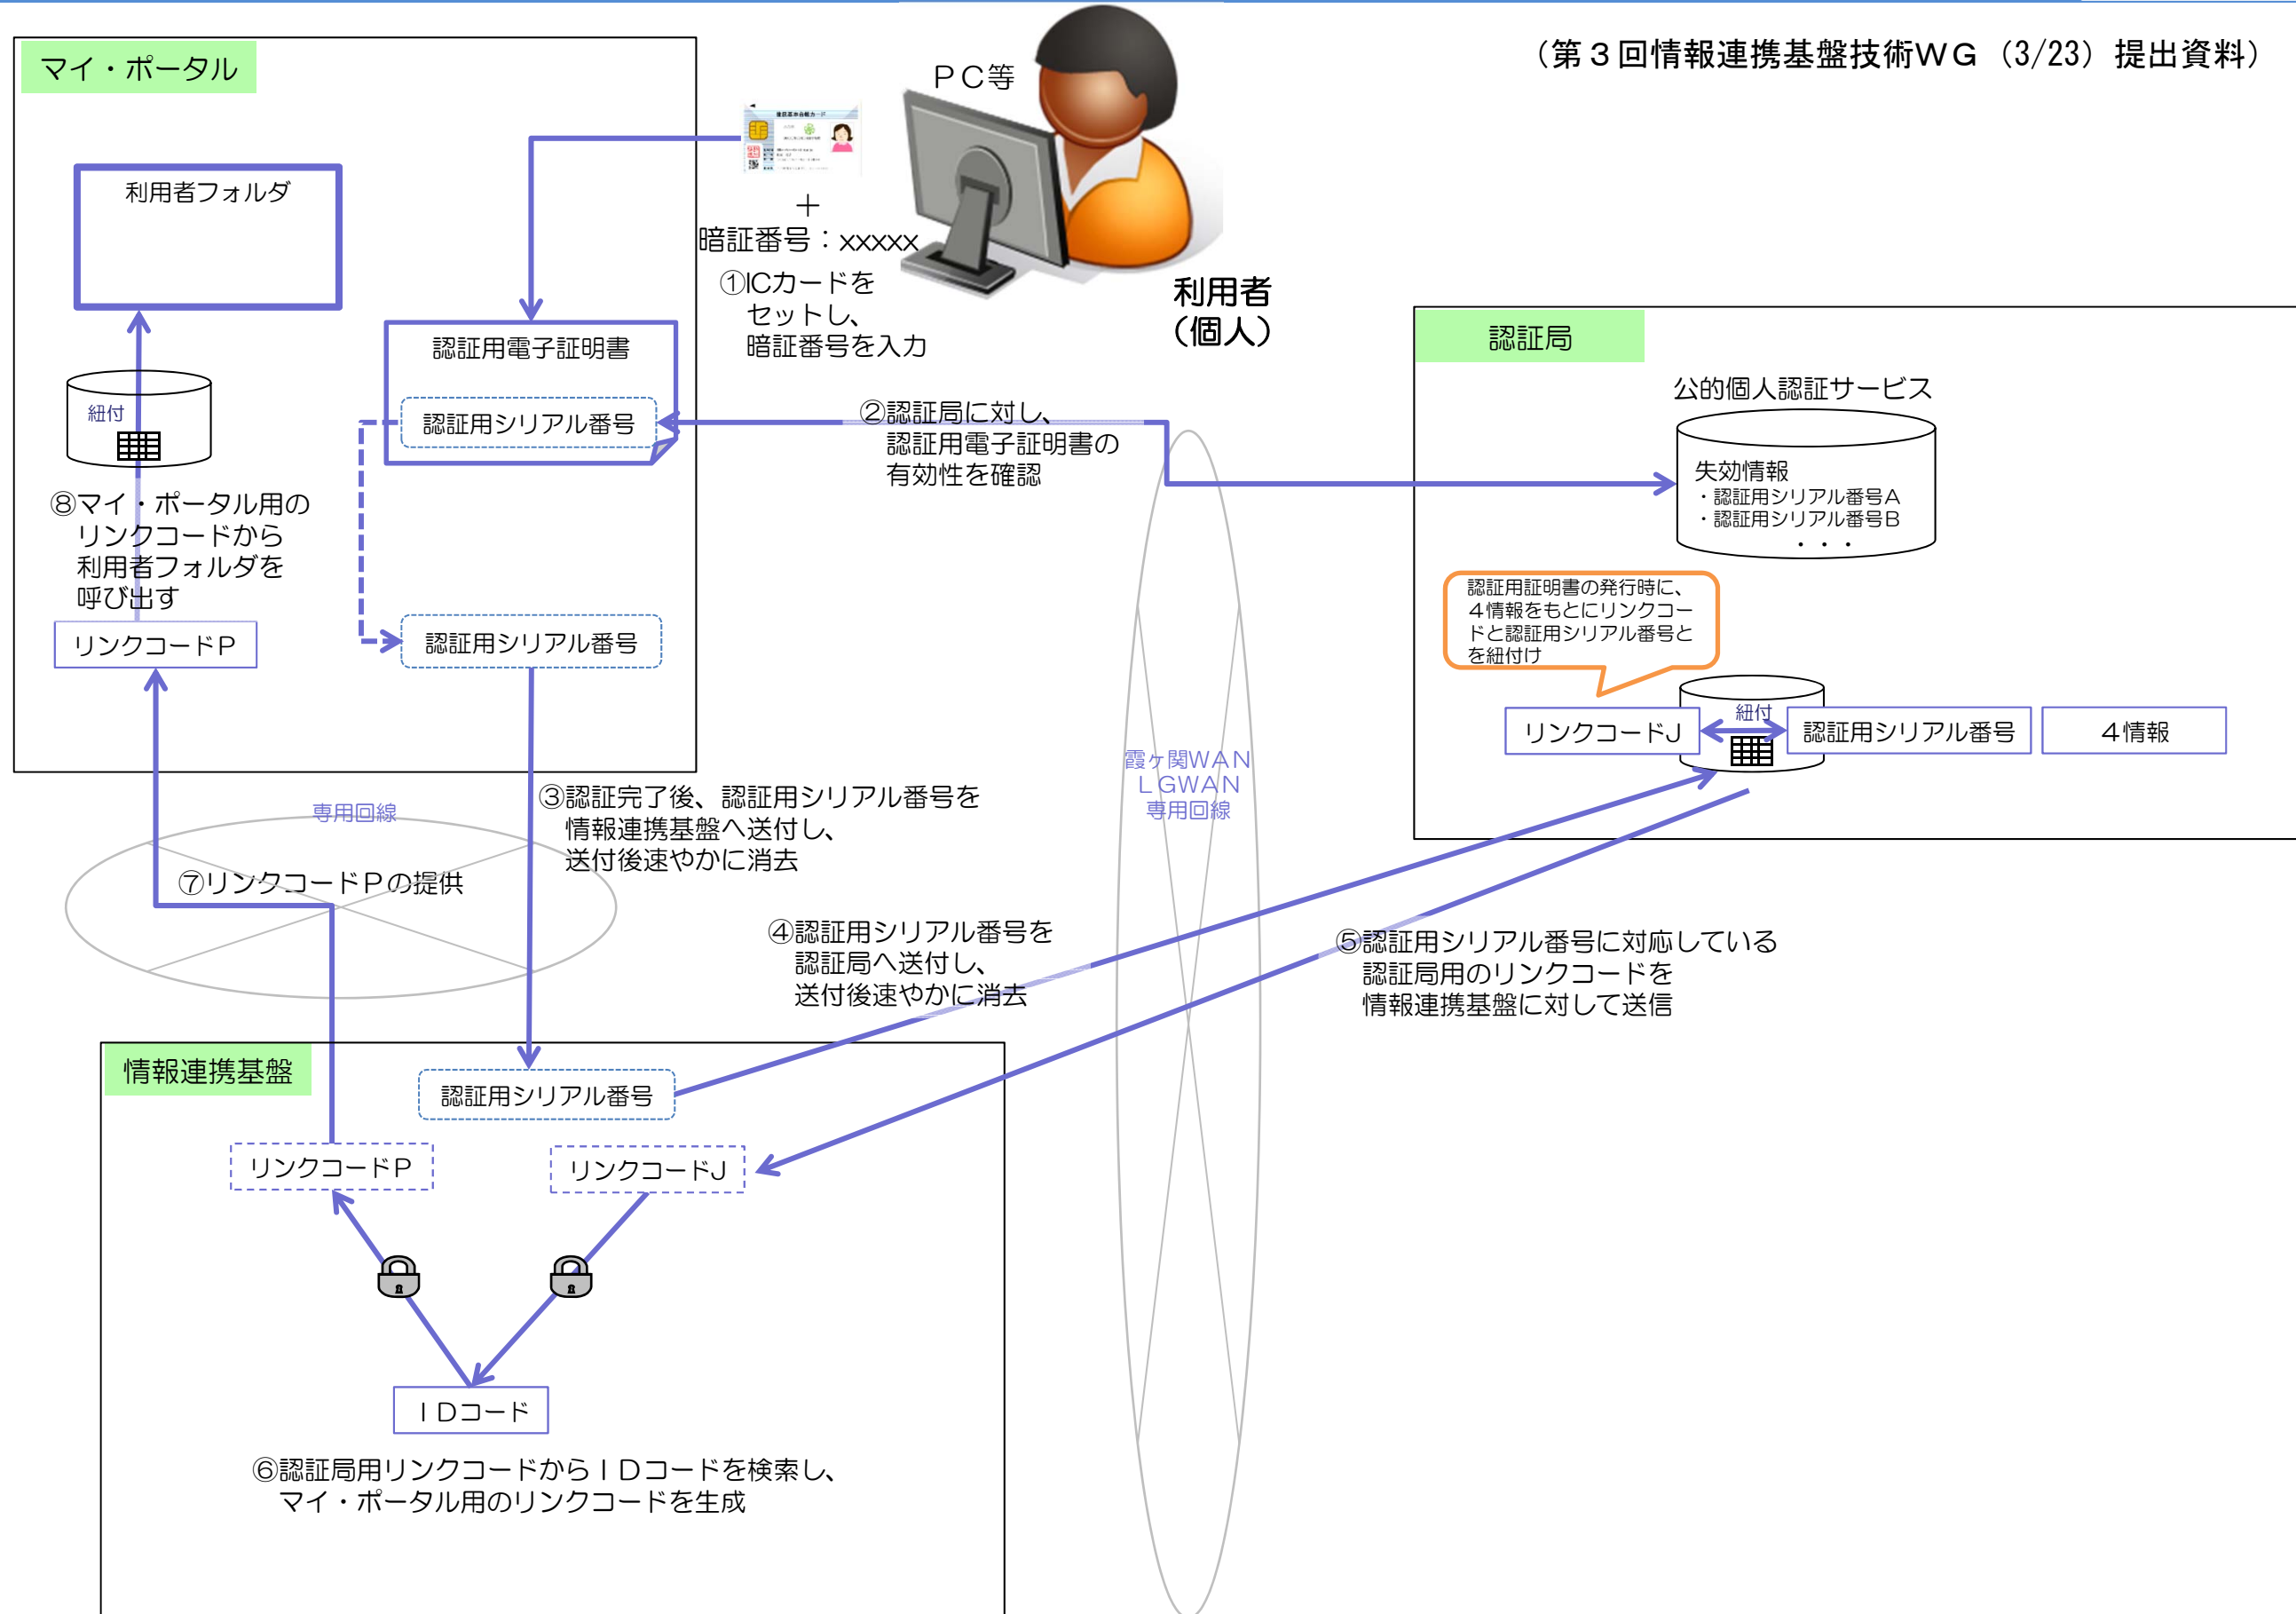 （第３回情報連携基盤技術ＷＧ（3/23）提出資料）
マイ・ポータル
ＰＣ等
住民基本台帳カード
利用者フォルダ
＋
暗証番号：xxxxx
①ICカードを
セットし、
暗証番号を入力
利用者
（個人）
認証用電子証明書
認証用シリアル番号
紐付
②認証局に対し、
認証用電子証明書の
有効性を確認
認証局
公的個人認証サービス
失効情報
・認証用シリアル番号Ａ
・認証用シリアル番号Ｂ
・・・
⑧マイ・ポータル用の
リンクコードから
利用者フォルダを
呼び出す
リンクコードＰ
認証用シリアル番号
認証用証明書の発行時に、
４情報をもとにリンクコー
ドと認証用シリアル番号と
を紐付け
リンクコードJ
紐付
認証用シリアル番号
４情報
霞ヶ関WAN
ＬGWAN
専用回線
専用回線
③認証完了後、認証用シリアル番号を
情報連携基盤へ送付し、
送付後速やかに消去
⑦リンクコードＰの提供
④認証用シリアル番号を
認証局へ送付し、
送付後速やかに消去
⑤認証用シリアル番号に対応している
認証局用のリンクコードを
情報連携基盤に対して送信
情報連携基盤
認証用シリアル番号
リンクコードＰ
リンクコードJ
ＩＤコード
⑥認証局用リンクコードからＩＤコードを検索し、
マイ・ポータル用のリンクコードを生成